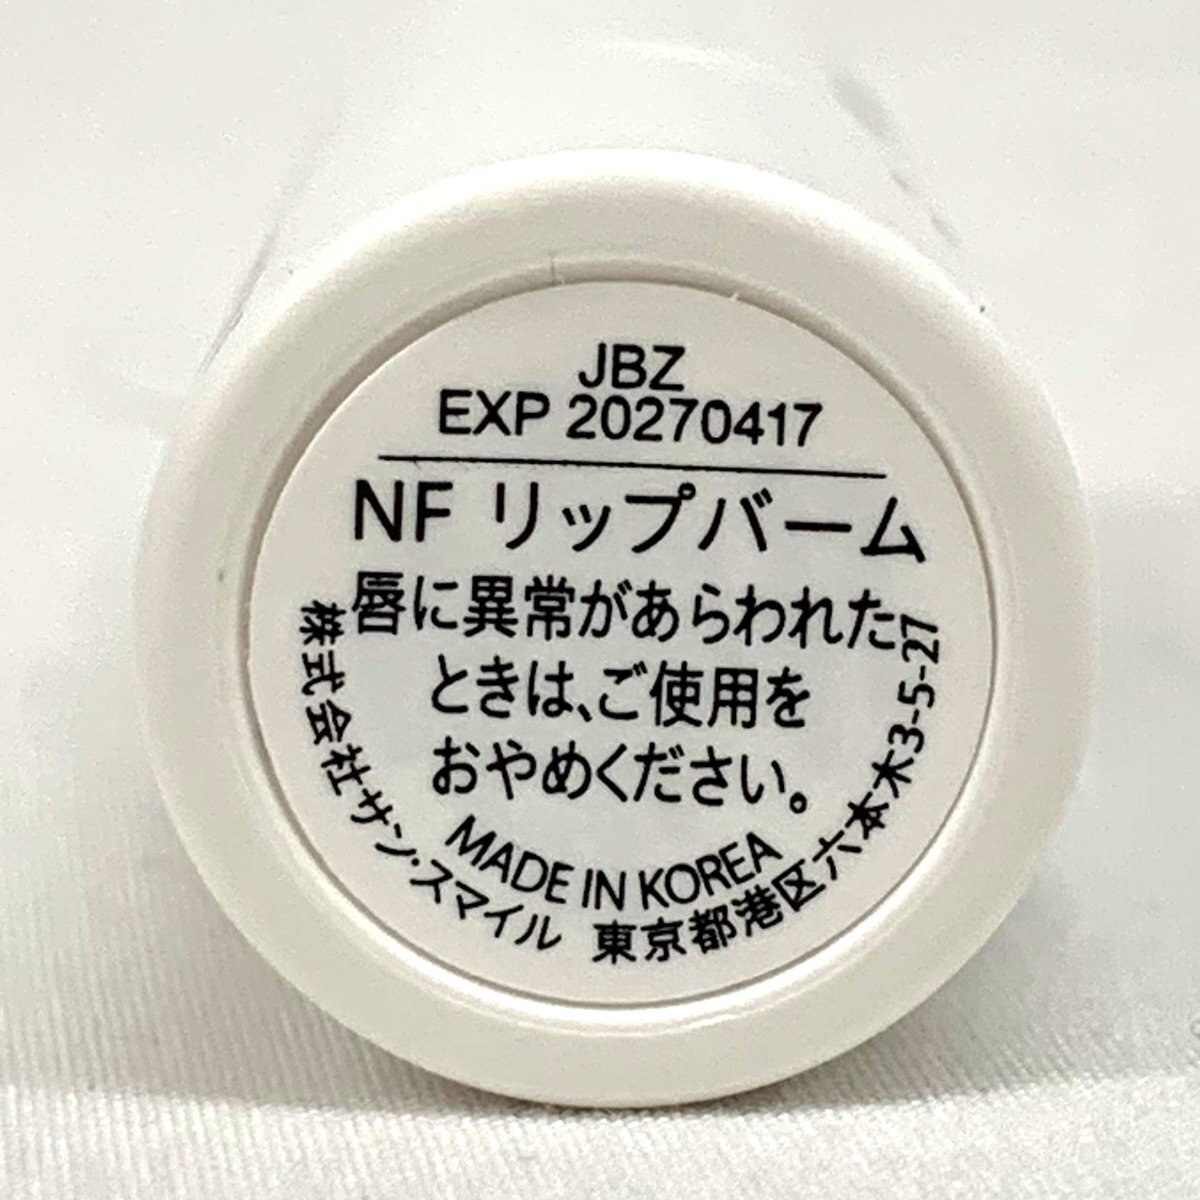 JBZ
EXP 20270417
NF リップバーム
唇に異常があらわれた
ときは、ご使用を
おやめください。
MADE IN KOREA
株式会社サン・スマイル 東京都港区六本木3-5-27